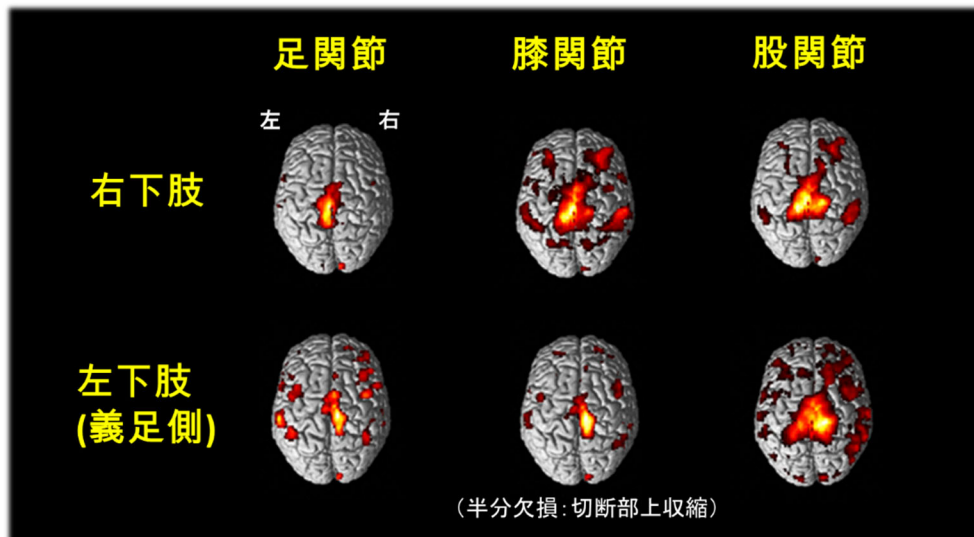 足関節 膝関節 股関節
左 右
右下肢
左下肢
(義足側)
（半分欠損：切断部上収縮）